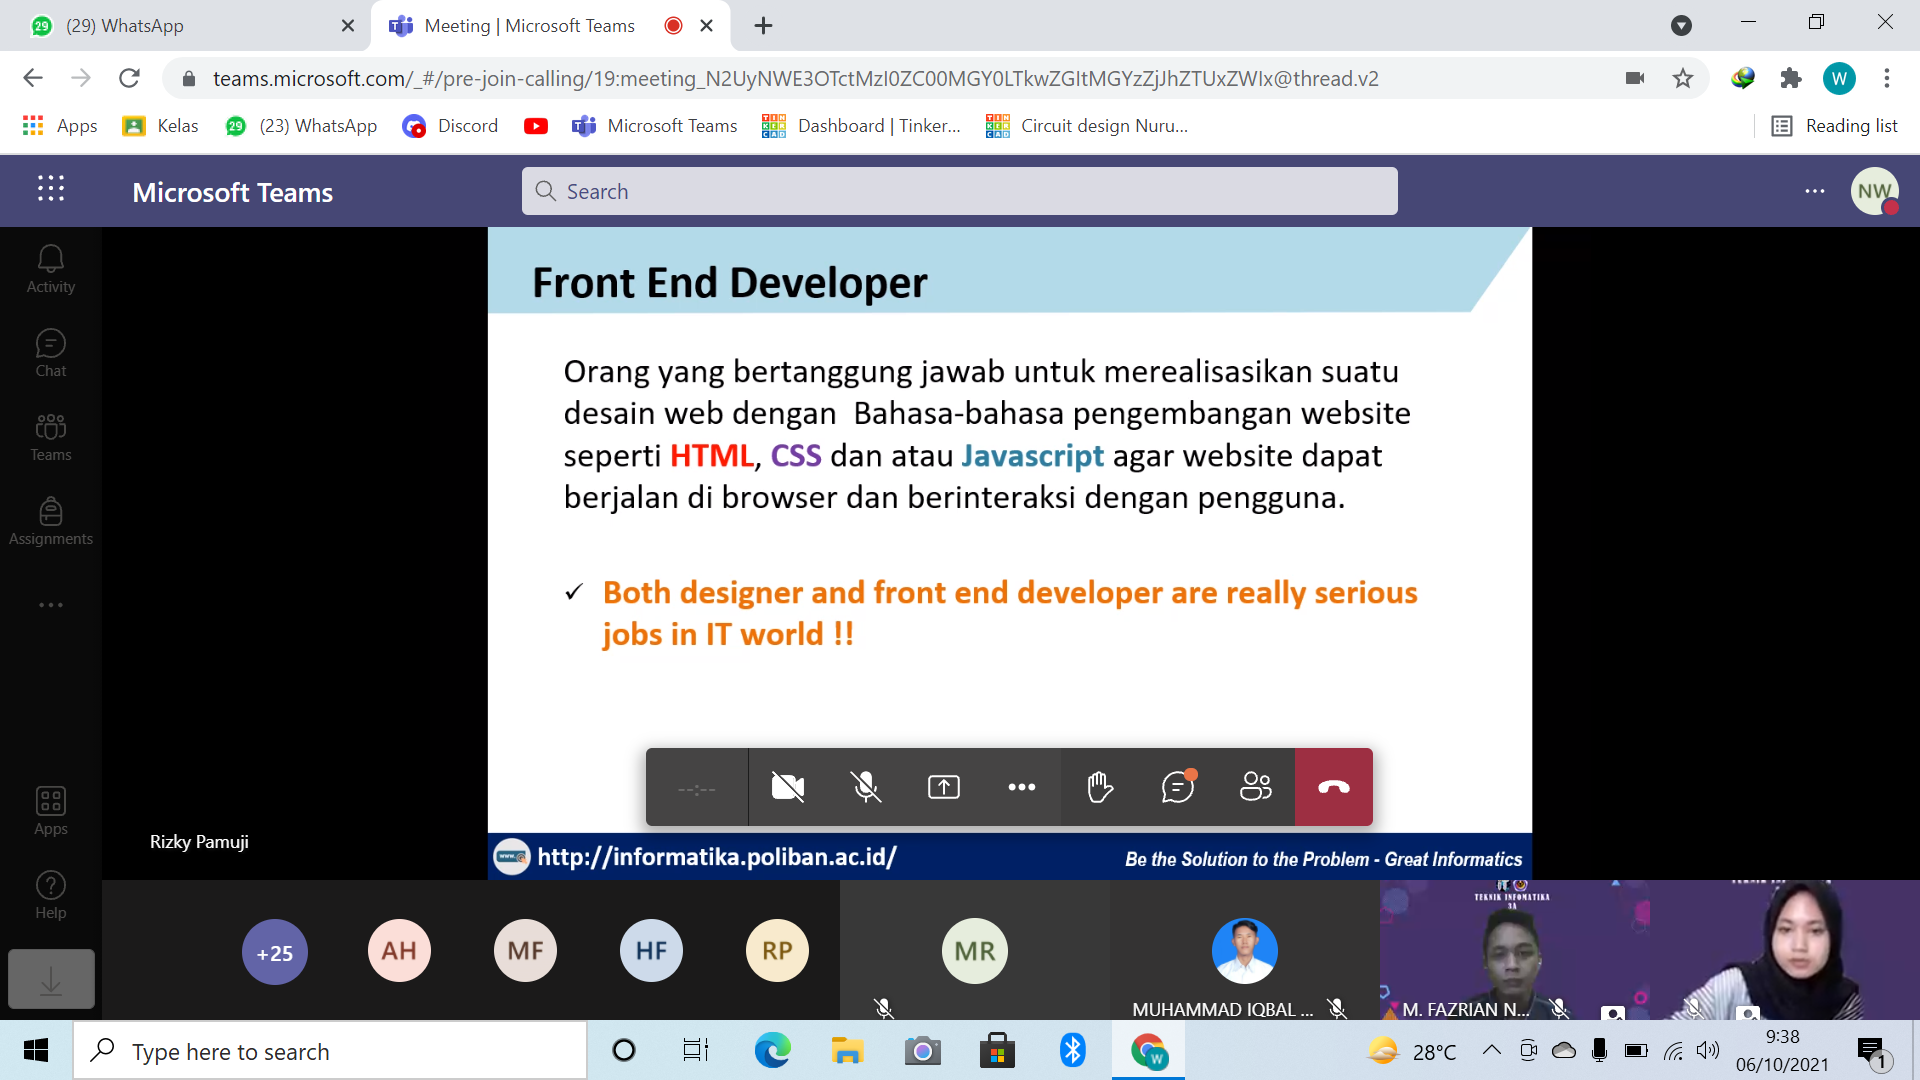 (29) WhatsApp
Meeting | Microsoft Teams
teams.microsoft.com/_#/pre-join-calling/19:meeting_N2UyNWE3OTctMzI0ZC00MGY0LTkwZGItMGYzZjJhZTUxZWIx@thread.v2
W
Apps
Kelas
29
(23) WhatsApp
Discord
Microsoft Teams
Dashboard | Tinker...
Circuit design Nuru...
Reading list
Microsoft Teams
Search
NW
Activity
Chat
Teams
Assignments
Apps
Help
Front End Developer
Orang yang bertanggung jawab untuk merealisasikan suatu
desain web dengan Bahasa-bahasa pengembangan website
seperti HTML, CSS dan atau Javascript agar website dapat
berjalan di browser dan berinteraksi dengan pengguna.
✓ Both designer and front end developer are really serious
jobs in IT world !!
--:--
Rizky Pamuji
http://informatika.poliban.ac.id/
Be the Solution to the Problem - Great Informatics
+25
AH
MF
HF
RP
MR
MUHAMMAD IQBAL ...
TEKNIK INFOMATIKA
3A
M. FAZRIAN N...
Type here to search
28°C
9:38
06/10/2021
1